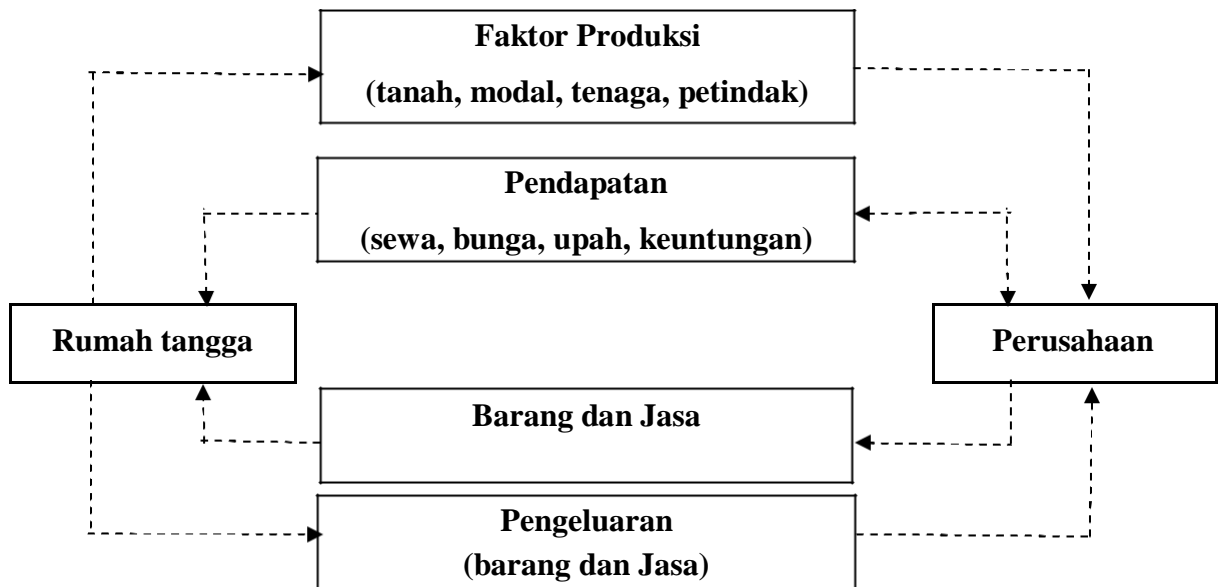 Faktor Produksi
(tanah, modal, tenaga, petindak)
Pendapatan
(sewa, bunga, upah, keuntungan)
Rumah tangga
Perusahaan
Barang dan Jasa
Pengeluaran
(barang dan Jasa)